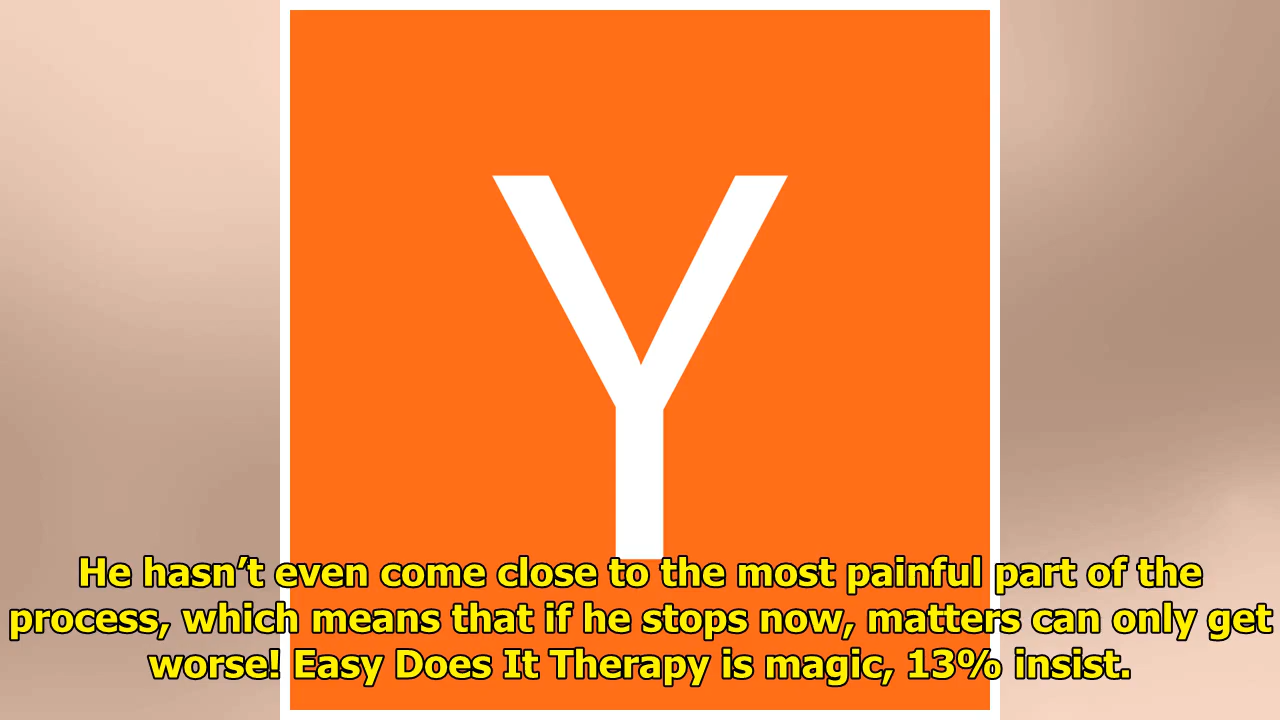 Y
He hasn’t even come close to the most painful part of the
process, which means that if he stops now, matters can only get
worse! Easy Does It Therapy is magic, 13% insist.